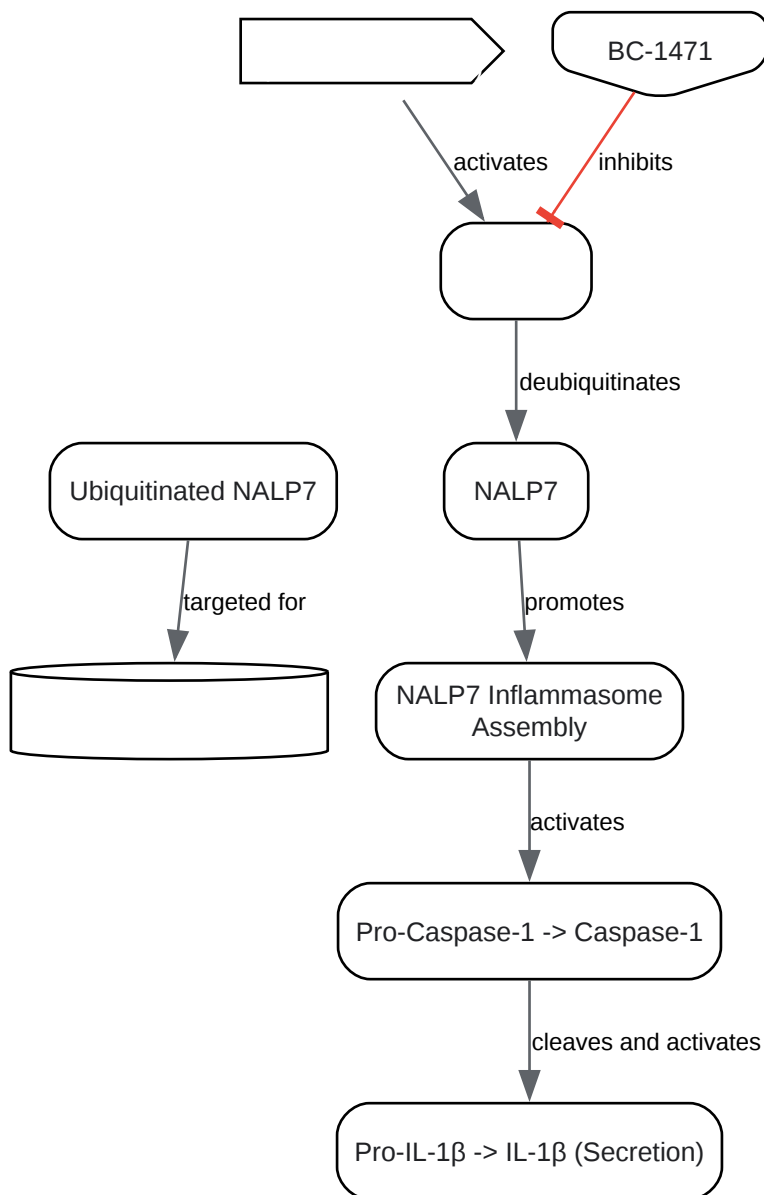 BC-1471
activates
inhibits
deubiquitinates
Ubiquitinated NALP7
NALP7
targeted for
promotes
NALP7 Inflammasome
Assembly
activates
Pro-Caspase-1 -> Caspase-1
cleaves and activates
Pro-IL-1β -> IL-1β (Secretion)